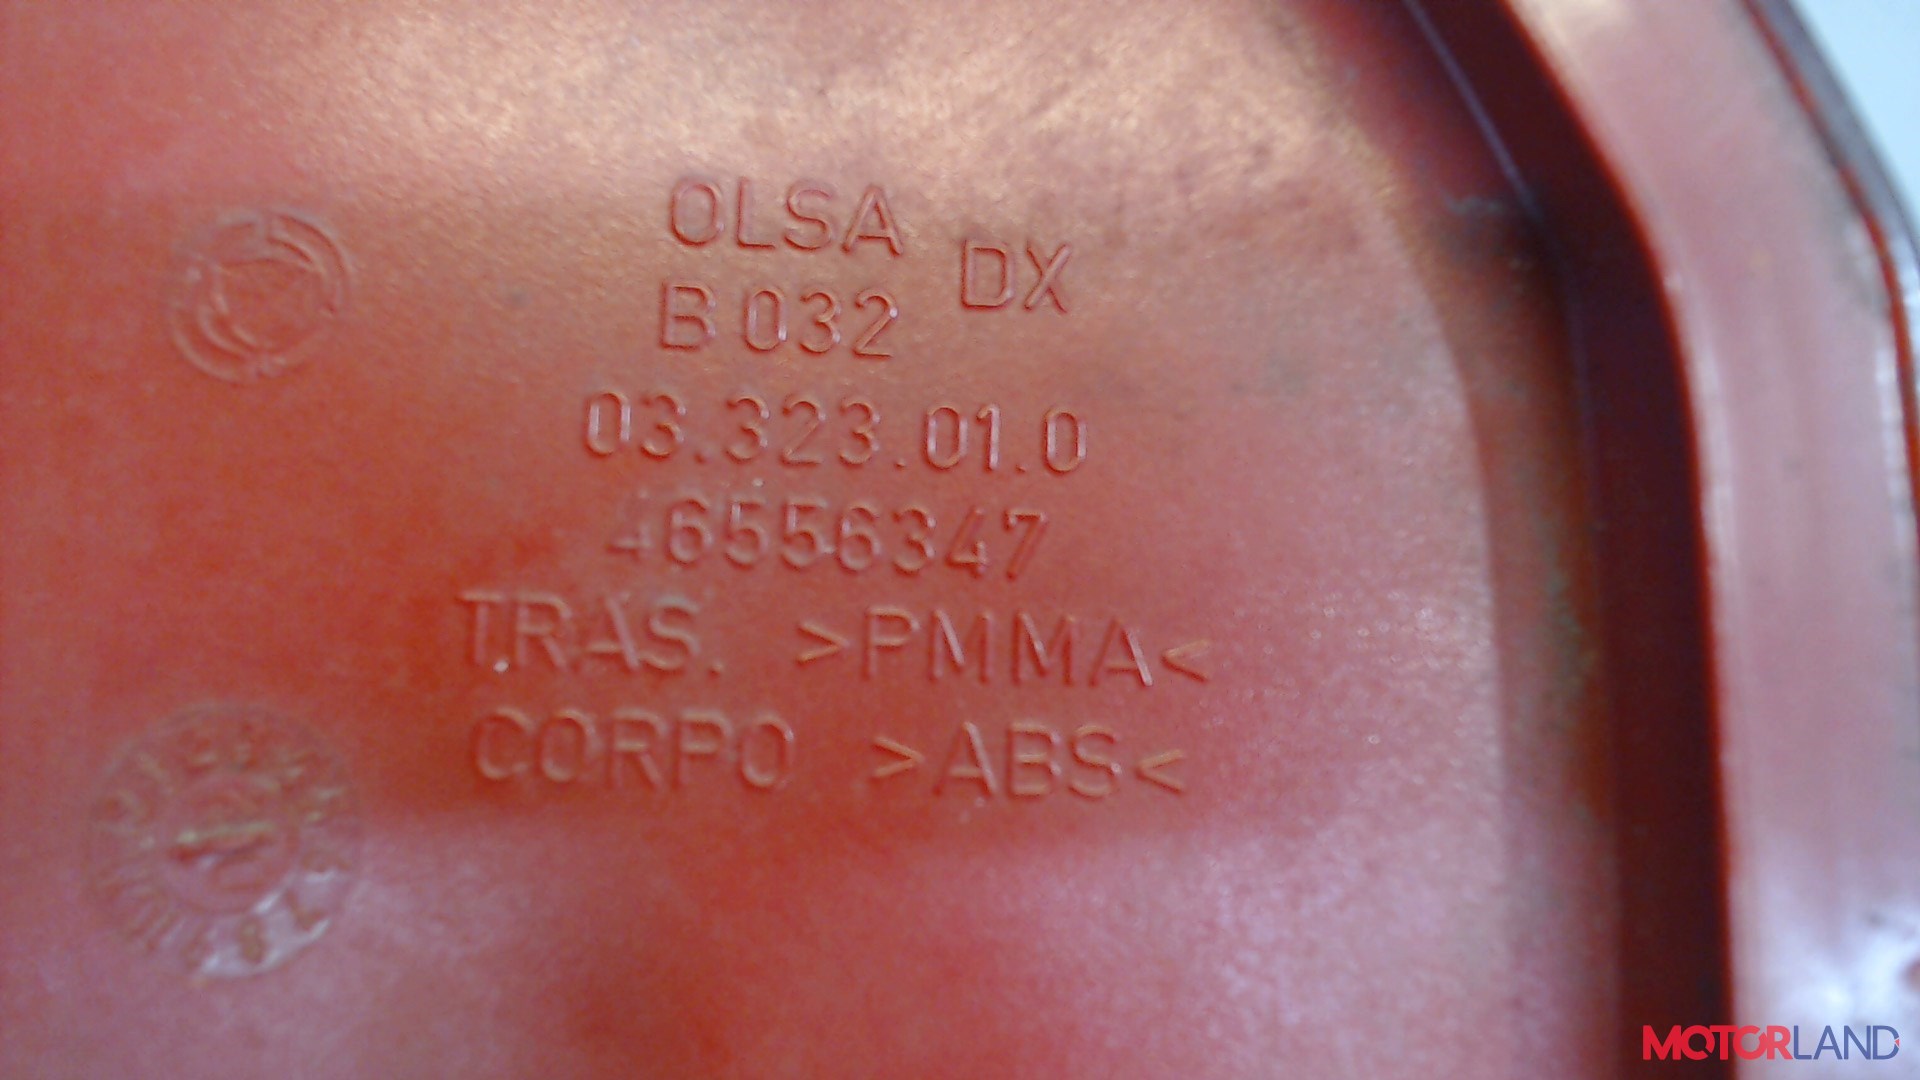 OLSA DX
B 032
03.323.01.0
46556347
TRAS. >PMMA<
CORPO >ABS<
MOTORLAND